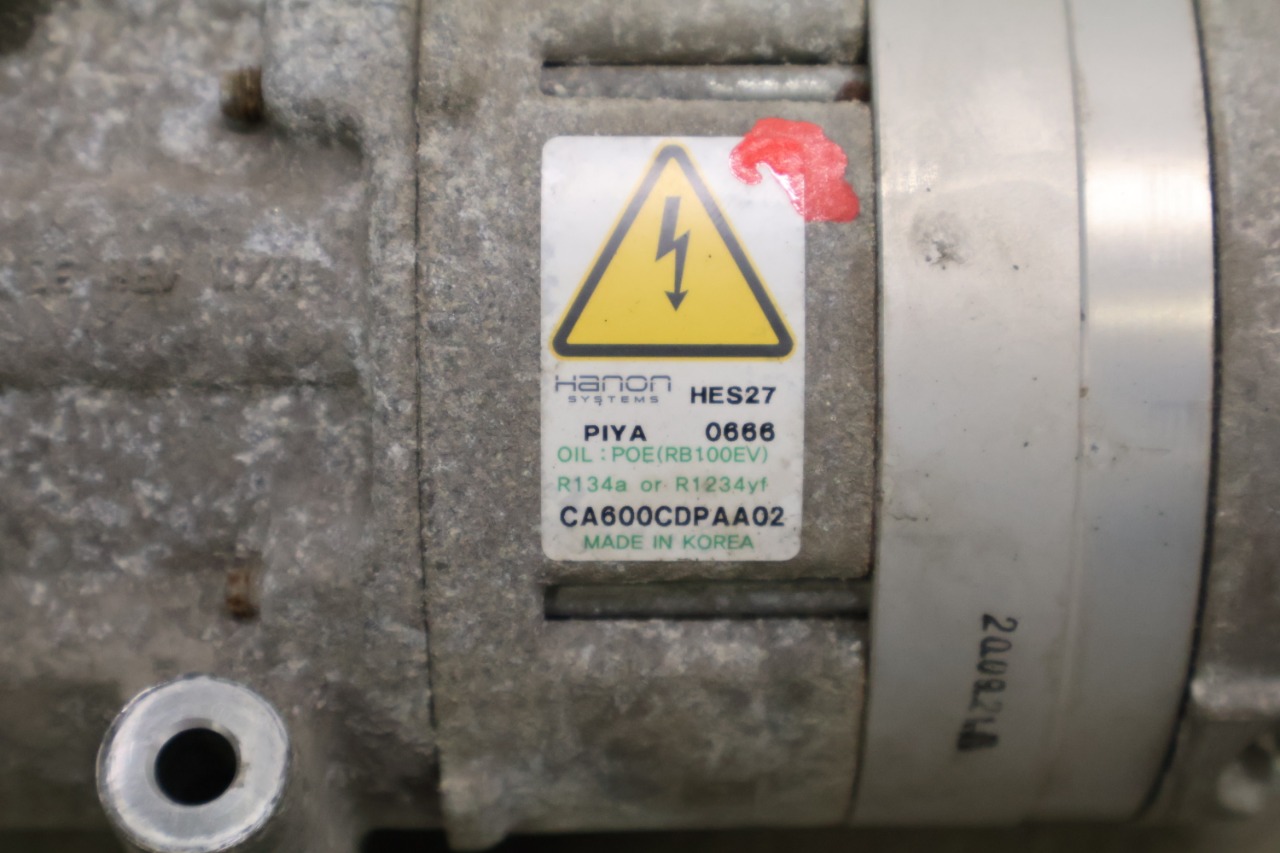 Hanon
SYSTEMS HES27
PIYA 0666
OIL : POE(RB100EV)
R134a or R1234yf
CA600CDPAA02
MADE IN KOREA